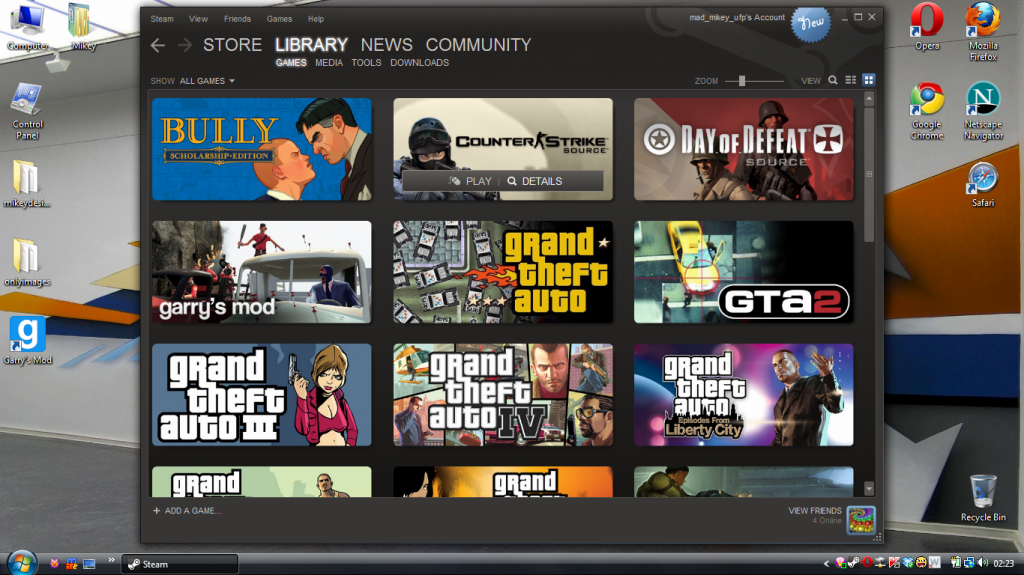 Steam View Friends Games Help
mad_mikey_ufp's Account
new
STORE LIBRARY NEWS COMMUNITY
GAMES MEDIA TOOLS DOWNLOADS
SHOW ALL GAMES
ZOOM
VIEW
BULLY
SCHOLARSHIP EDITION
COUNTER STRIKE
SOURCE
PLAY
DETAILS
DAY OF DEFEAT
SOURCE
garry's mod
grand
theft
auto
GTA2
grand
theft
auto III
grand
theft
auto IV
grand
theft
auto
Episodes From
Liberty City
grand
grand
+ ADD A GAME...
VIEW FRIENDS
4 Online
Computer
Mikey
Control
Panel
mikeydesi...
onlyimages
Garry's Mod
Opera
Mozilla
Firefox
Google
Chrome
Netscape
Navigator
Safari
Recycle Bin
Steam
02:23